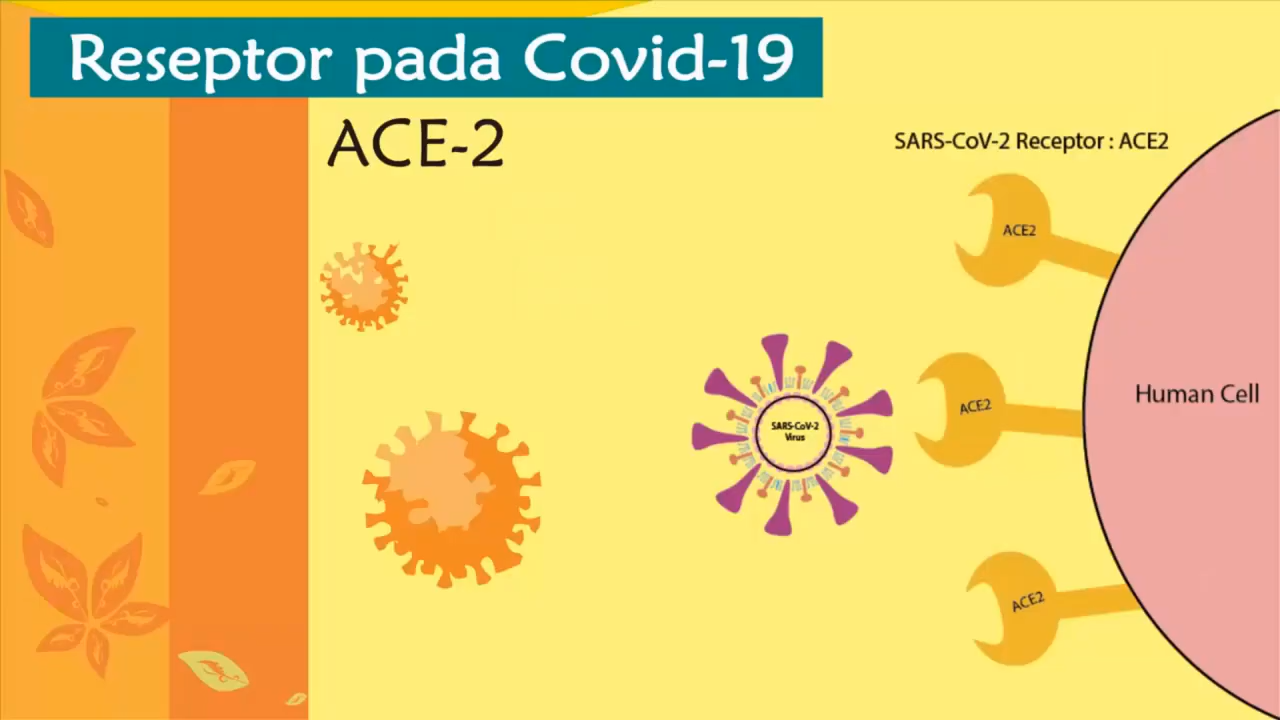 Reseptor pada Covid-19
ACE-2
SARS-CoV-2 Receptor : ACE2
ACE2
ACE2
Human Cell
SARS-CoV-2
Virus
ACE2